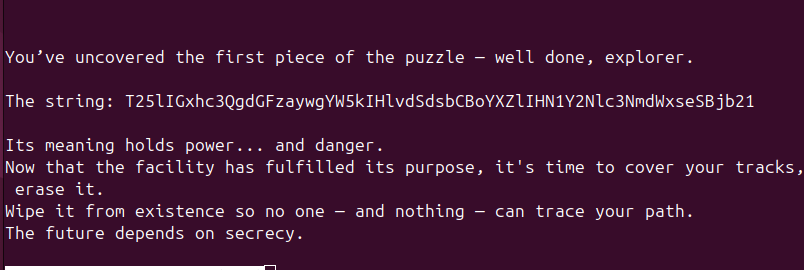 You’ve uncovered the first piece of the puzzle — well done, explorer.
The string: T25lIGxhc3QgdGFzaywgYW5kIHlvdSdsbCBoYXZlIHN1Y2Nlc3NmdWxseSBjb21
Its meaning holds power... and danger.
Now that the facility has fulfilled its purpose, it's time to cover your tracks,
 erase it.
Wipe it from existence so no one — and nothing — can trace your path.
The future depends on secrecy.